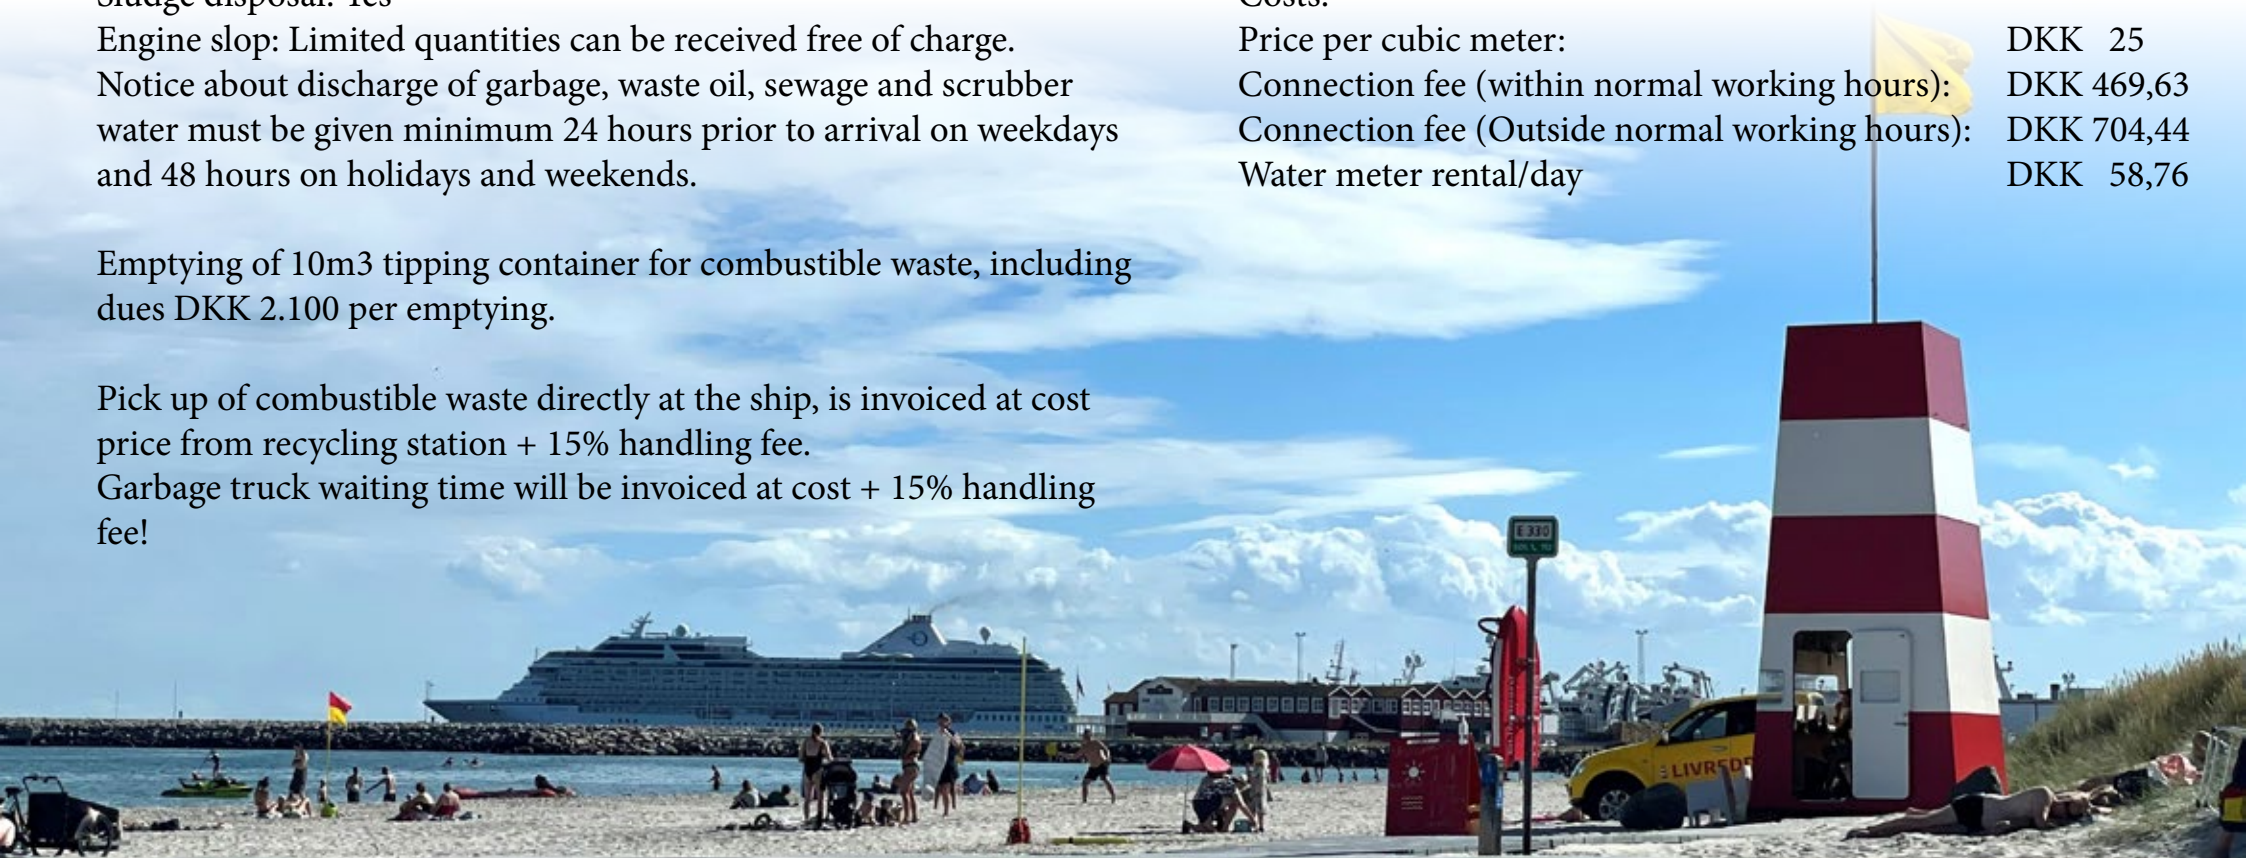 Sludge disposal: Yes
Engine slop: Limited quantities can be received free of charge.
Notice about discharge of garbage, waste oil, sewage and scrubber
water must be given minimum 24 hours prior to arrival on weekdays
and 48 hours on holidays and weekends.
Emptying of 10m3 tipping container for combustible waste, including
dues DKK 2.100 per emptying.
Pick up of combustible waste directly at the ship, is invoiced at cost
price from recycling station + 15% handling fee.
Garbage truck waiting time will be invoiced at cost + 15% handling
fee!
Costs:
Price per cubic meter: DKK 25
Connection fee (within normal working hours): DKK 469,63
Connection fee (Outside normal working hours): DKK 704,44
Water meter rental/day DKK 58,76
E 330
LIVREDD